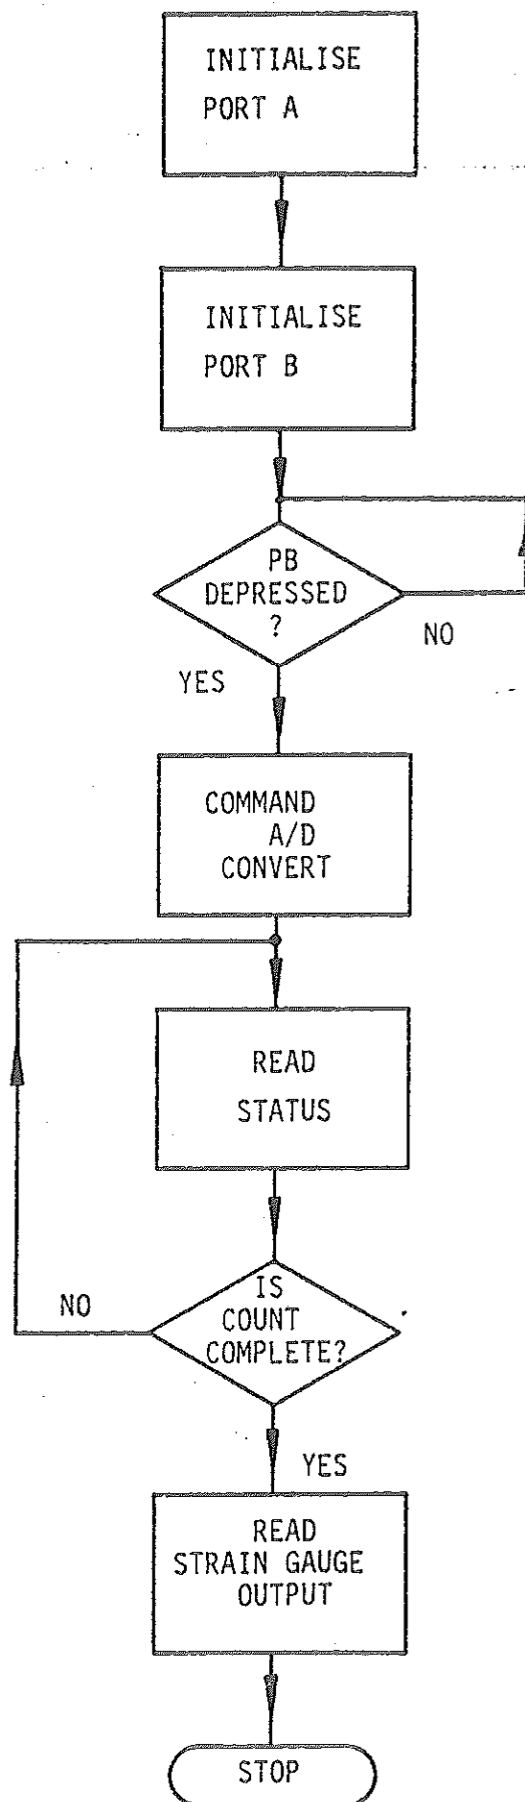 INITIALISE
PORT A
INITIALISE
PORT B
PB
DEPRESSED
?
NO
YES
COMMAND
A/D
CONVERT
READ
STATUS
IS
COUNT
COMPLETE?
NO
YES
READ
STRAIN GAUGE
OUTPUT
STOP